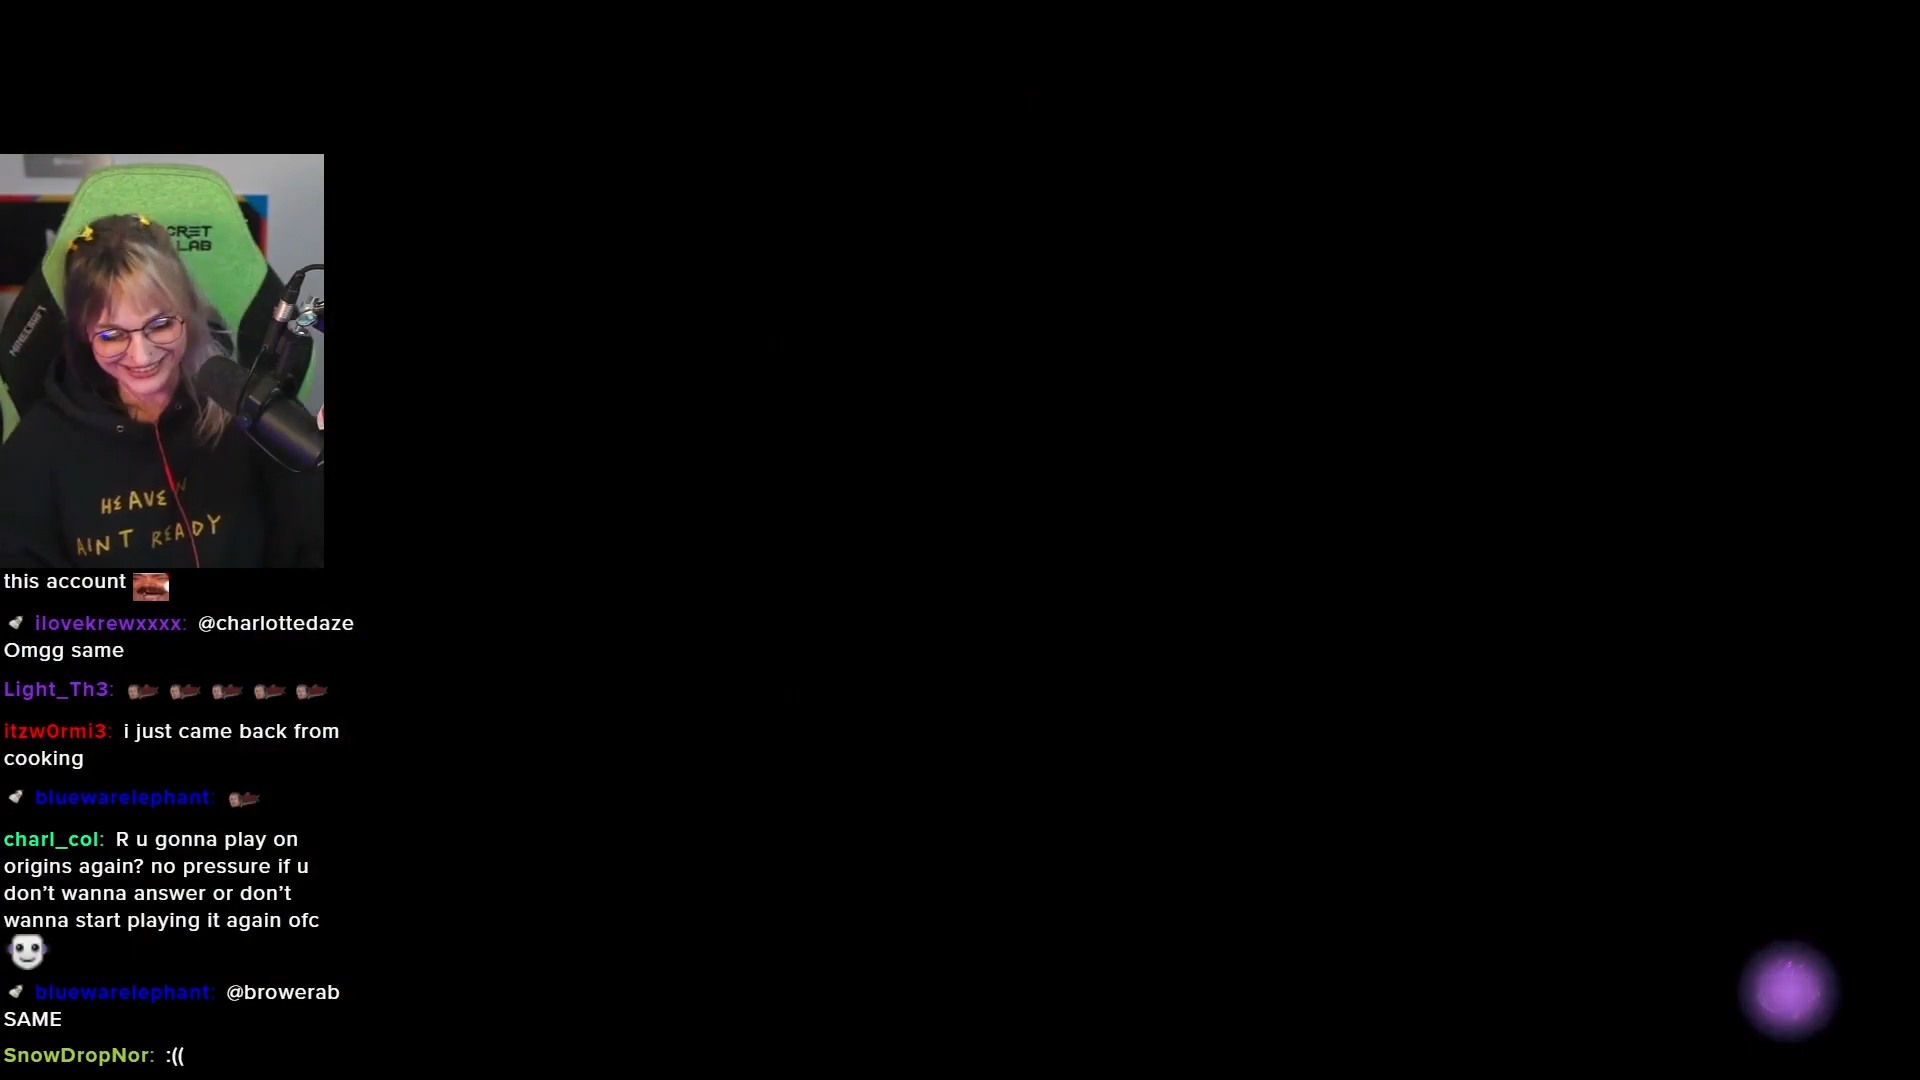 CRET
LAB
MINECRAFT
HEAVEN
AIN'T READY
this account
ilovekrewxxxx: @charlottedaze
Omgg same
Light_Th3:
itzw0rmi3: i just came back from
cooking
bluewarelephant:
charl_col: R u gonna play on
origins again? no pressure if u
don’t wanna answer or don’t
wanna start playing it again ofc
bluewarelephant: @browerab
SAME
SnowDropNor: :((